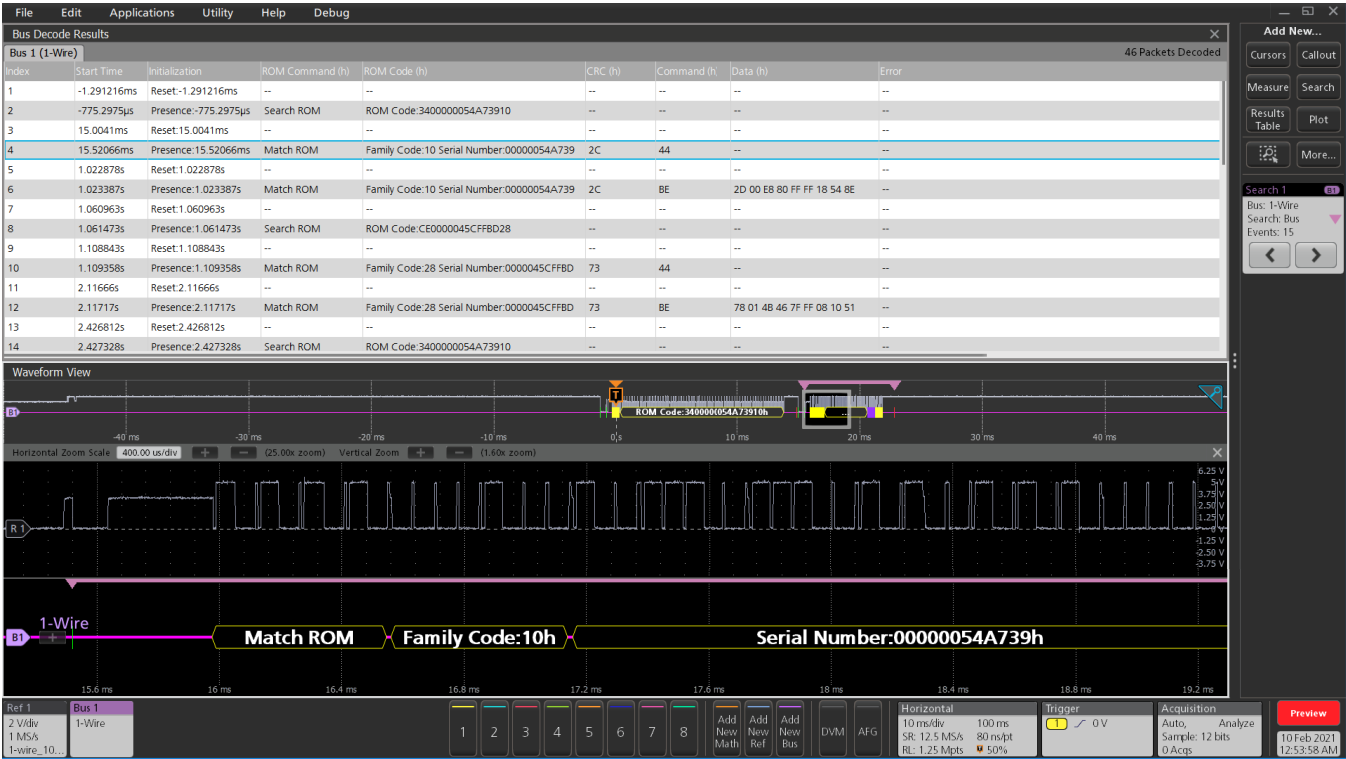 File Edit Applications Utility Help Debug
Bus Decode Results
Bus 1 (1-Wire) 46 Packets Decoded
Index Start Time Initialization ROM Command (h) ROM Code (h) CRC (h) Command (h) Data (h) Error
1 -1.291216ms Reset:-1.291216ms -- -- -- -- -- --
2 -775.2975µs Presence:-775.2975µs Search ROM ROM Code:3400000054A73910 -- -- -- --
3 15.0041ms Reset:15.0041ms -- -- -- -- -- --
4 15.52066ms Presence:15.52066ms Match ROM Family Code:10 Serial Number:00000054A739 2C 44 -- --
5 1.022878s Reset:1.022878s -- -- -- -- -- --
6 1.023387s Presence:1.023387s Match ROM Family Code:10 Serial Number:00000054A739 2C BE 2D 00 E8 80 FF FF 18 54 8E --
7 1.060963s Reset:1.060963s -- -- -- -- -- --
8 1.061473s Presence:1.061473s Search ROM ROM Code:CE0000045CFFBD28 -- -- -- --
9 1.108843s Reset:1.108843s -- -- -- -- -- --
10 1.109358s Presence:1.109358s Match ROM Family Code:28 Serial Number:0000045CFFBD 73 44 -- --
11 2.11666s Reset:2.11666s -- -- -- -- -- --
12 2.11717s Presence:2.11717s Match ROM Family Code:28 Serial Number:0000045CFFBD 73 BE 78 01 4B 46 7F FF 08 10 51 --
13 2.426812s Reset:2.426812s -- -- -- -- -- --
14 2.427328s Presence:2.427328s Search ROM ROM Code:3400000054A73910 -- -- -- --
Waveform View
T
B1 ROM Code:3400000054A73910h ...
-40 ms -30 ms -20 ms -10 ms 0 s 10 ms 20 ms 30 ms 40 ms
Horizontal Zoom Scale 400.00 us/div + − (25.00x zoom) Vertical Zoom + − (1.60x zoom)
6.25 V
5 V
3.75 V
2.50 V
1.25 V
R 1
-1.25 V
-2.50 V
-3.75 V
1-Wire
B1 + Match ROM Family Code:10h Serial Number:00000054A739h
15.6 ms 16 ms 16.4 ms 16.8 ms 17.2 ms 17.6 ms 18 ms 18.4 ms 18.8 ms 19.2 ms
Add New...
Cursors Callout
Measure Search
Results Table Plot
More...
Search 1 B1
Bus: 1-Wire
Search: Bus
Events: 15
Ref 1
2 V/div
1 MS/s
1-wire_10...
Bus 1
1-Wire
1 2 3 4 5 6 7 8
Add New Math
Add New Ref
Add New Bus
DVM AFG
Horizontal
10 ms/div 100 ms
SR: 12.5 MS/s 80 ns/pt
RL: 1.25 Mpts 50%
Trigger
1 0 V
Acquisition
Auto, Analyze
Sample: 12 bits
0 Acqs
Preview
10 Feb 2021
12:53:58 AM